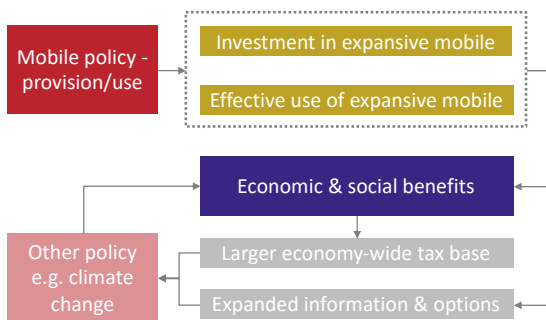 Mobile policy -
provision/use
Investment in expansive mobile
Effective use of expansive mobile
Economic & social benefits
Other policy
e.g. climate
change
Larger economy-wide tax base
Expanded information & options